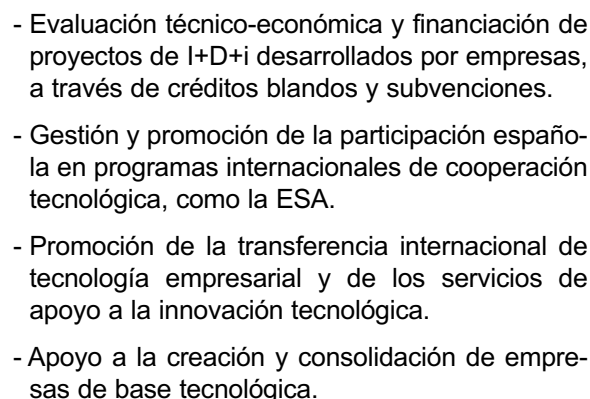 - Evaluación técnico-económica y financiación de
proyectos de I+D+i desarrollados por empresas,
a través de créditos blandos y subvenciones.
- Gestión y promoción de la participación españo-
la en programas internacionales de cooperación
tecnológica, como la ESA.
- Promoción de la transferencia internacional de
tecnología empresarial y de los servicios de
apoyo a la innovación tecnológica.
- Apoyo a la creación y consolidación de empre-
sas de base tecnológica.